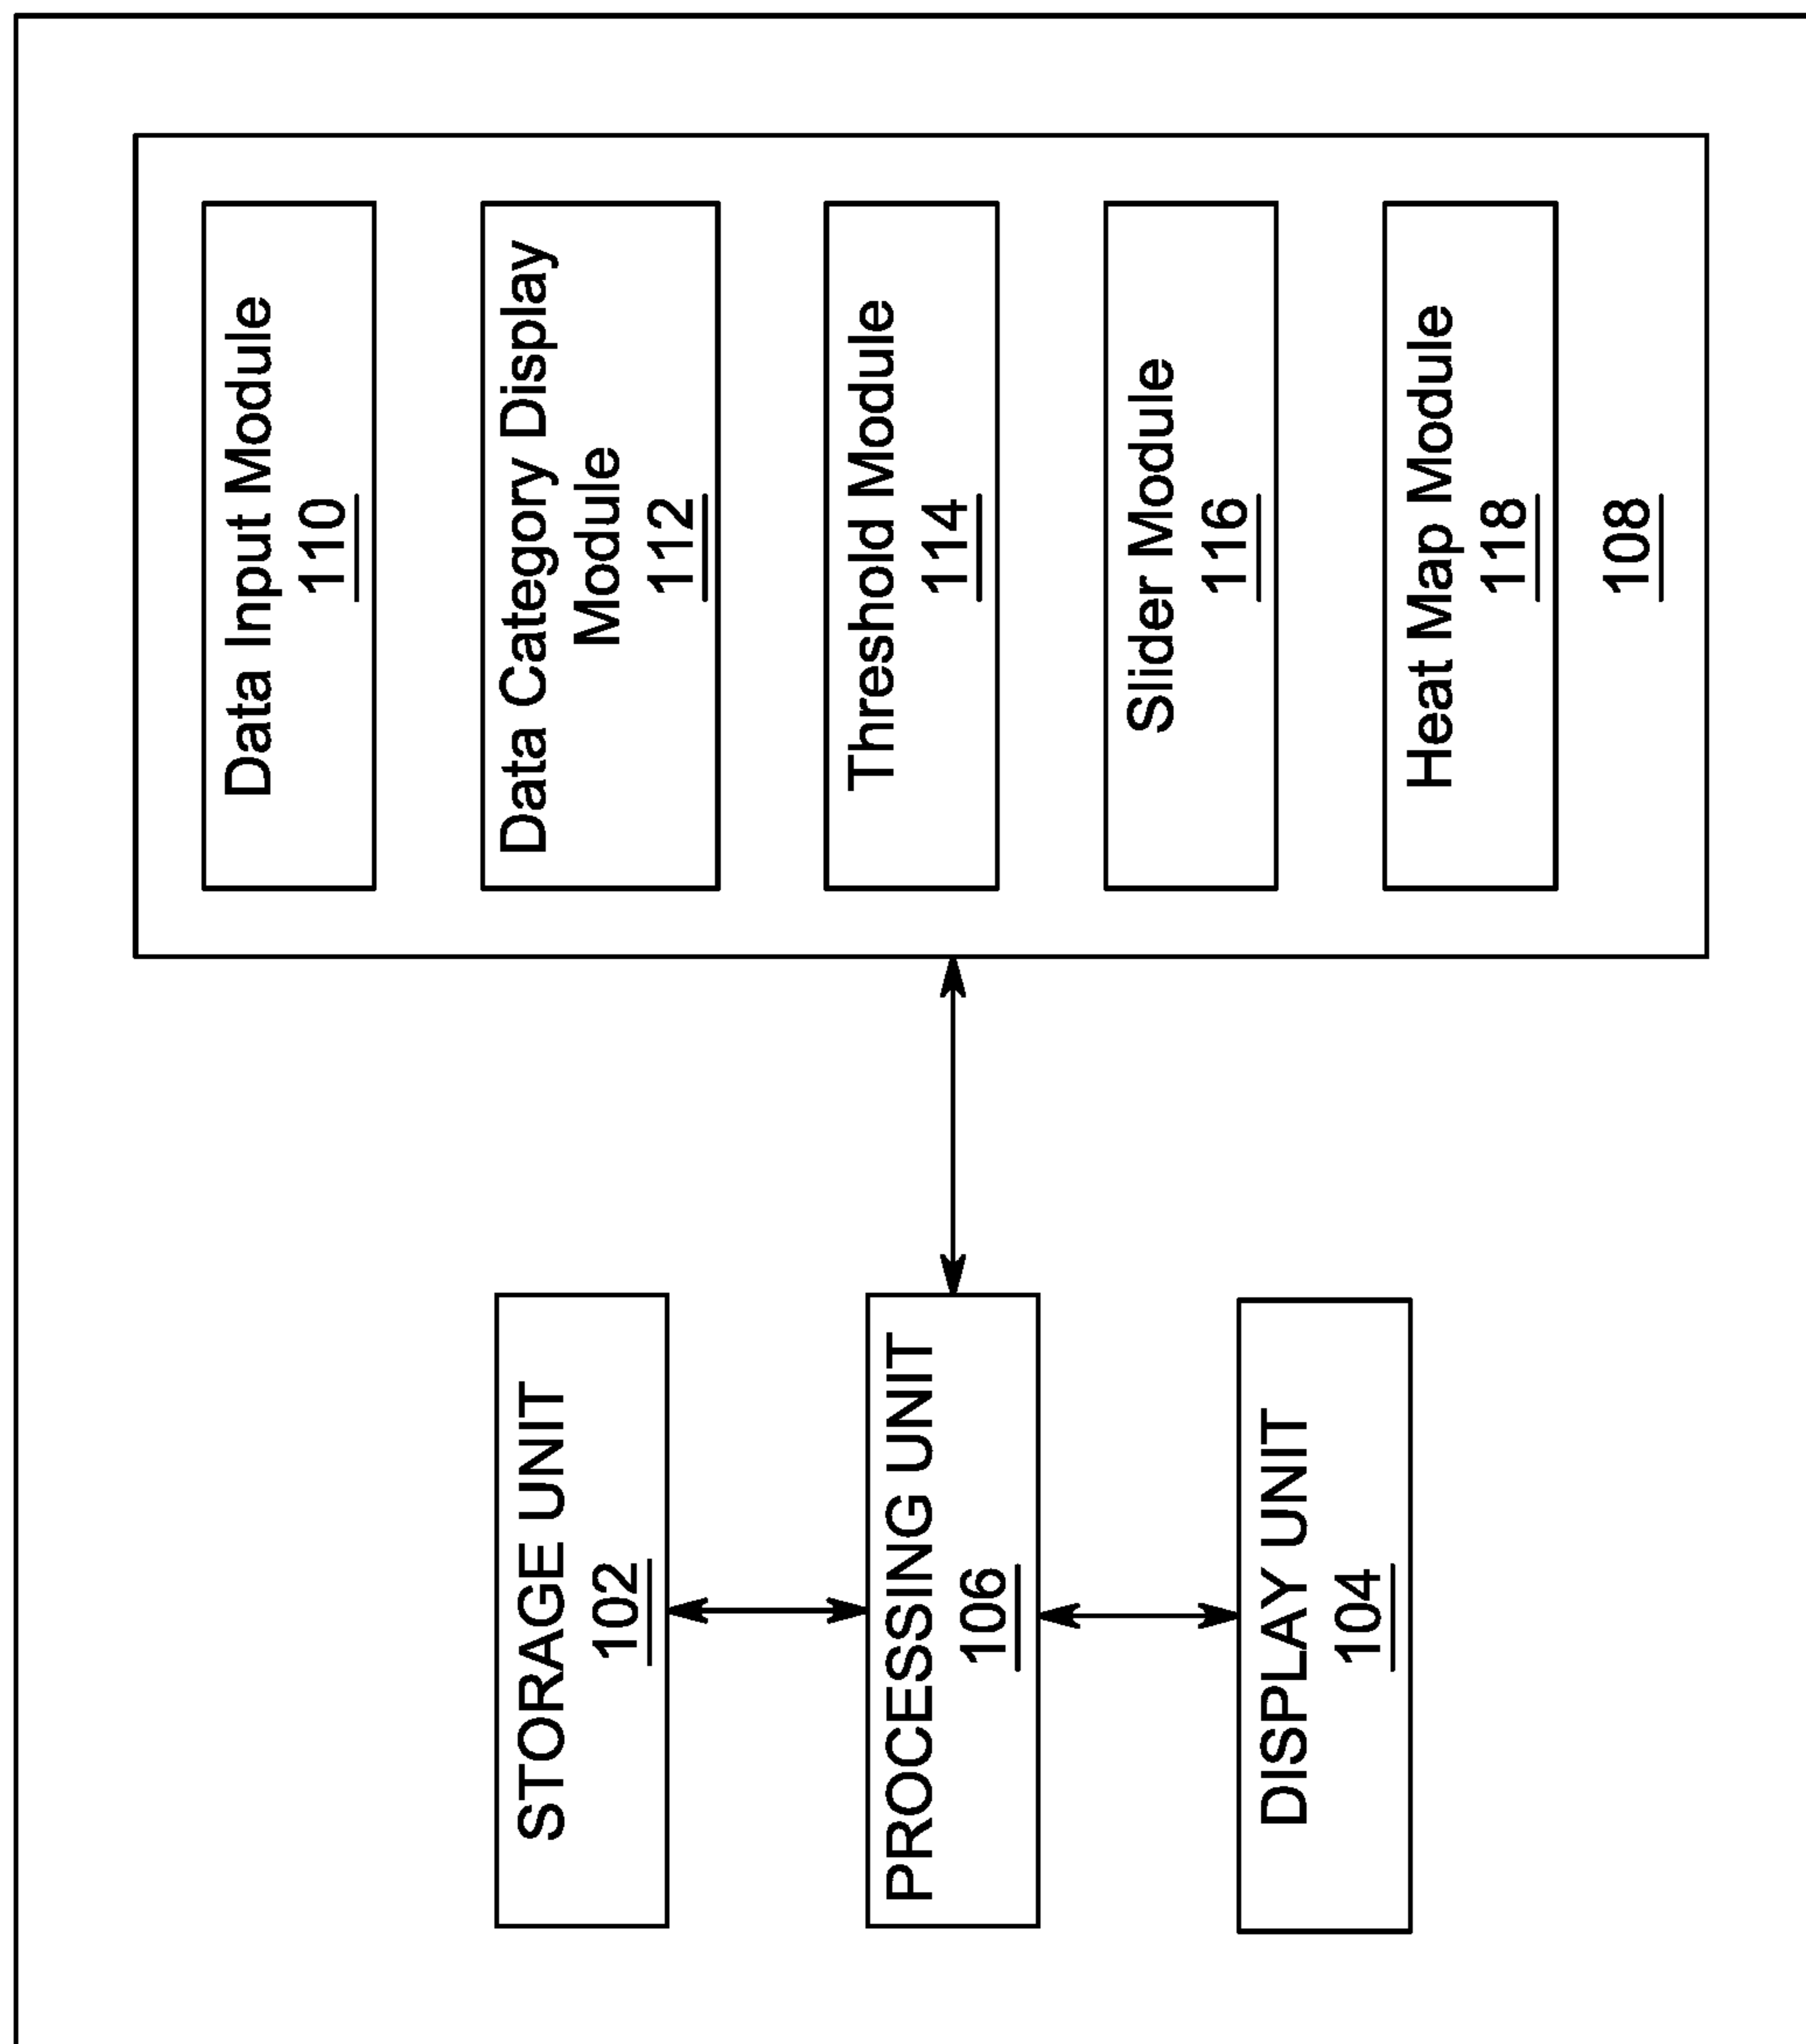 STORAGE UNIT
102
PROCESSING UNIT
106
DISPLAY UNIT
104
Data Input Module
110
Data Category Display
Module
112
Threshold Module
114
Slider Module
116
Heat Map Module
118
108